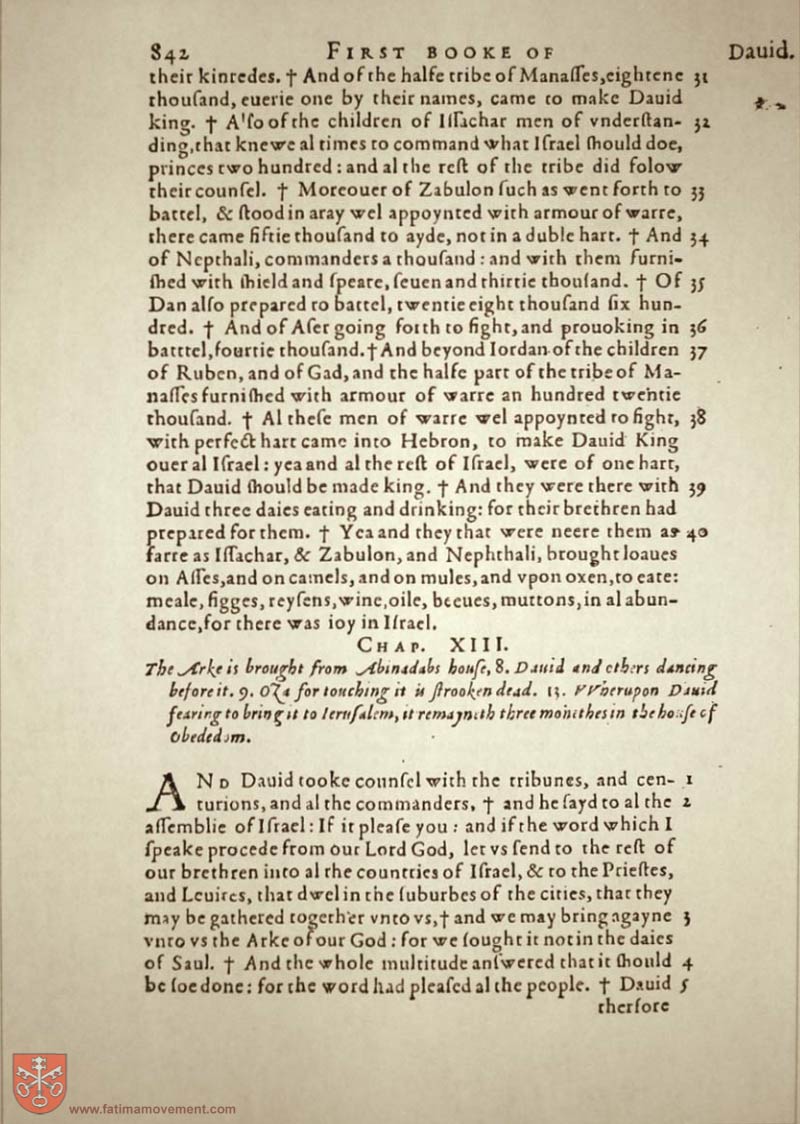 842 FIRST BOOKE OF Dauid.
their kinredes. † And of the halfe tribe of Manaſſes, eightene 31
thouſand, euerie one by their names, came to make Dauid
king. † Alſo of the children of Iſſachar men of vnderſtan- 32
ding, that knewe al times to command what Iſrael ſhould doe,
princes two hundred: and al the reſt of the tribe did folow
their counſel. † Moreouer of Zabulon ſuch as went forth to 33
battel, & ſtood in aray wel appoynted with armour of warre,
there came fiftie thouſand to ayde, not in a duble hart. † And 34
of Nepthali, commanders a thouſand: and with them furni-
ſhed with ſhield and ſpeare, ſeuen and thirtie thouſand. † Of 35
Dan alſo prepared to battel, twentie eight thouſand ſix hun-
dred. † And of Aſer going forth to fight, and prouoking in 36
batttel, fourtie thouſand. † And beyond Iordan of the children 37
of Ruben, and of Gad, and the halfe part of the tribe of Ma-
naſſes furniſhed with armour of warre an hundred twentie
thouſand. † Al theſe men of warre wel appoynted to fight, 38
with perfect hart came into Hebron, to make Dauid King
ouer al Iſrael: yea and al the reſt of Iſrael, were of one hart,
that Dauid ſhould be made king. † And they were there with 39
Dauid three daies eating and drinking: for their brethren had
prepared for them. † Yea and they that were neere them as 40
farre as Iſſachar, & Zabulon, and Nephthali, brought loaues
on Aſſes, and on camels, and on mules, and vpon oxen, to eate:
meale, figges, reyſens, wine, oile, beeues, muttons, in al abun-
dance, for there was ioy in Iſrael.
CHAP. XIII.
The Arke is brought from Abinadabs houſe, 8. Dauid and others dancing
before it. 9. Oza for touching it is ſtrooken dead. 13. VVherupon Dauid
fearing to bring it to Ieruſalem, it remayneth three monethes in the houſe of
Obededom.
AND Dauid tooke counſel with the tribunes, and cen- 1
turions, and al the commanders, † and he ſayd to al the 2
aſſemblie of Iſrael: If it pleaſe you: and if the word which I
ſpeake procede from our Lord God, let vs ſend to the reſt of
our brethren into al the countries of Iſrael, & to the Prieſtes,
and Leuites, that dwel in the ſuburbes of the cities, that they
may be gathered together vnto vs, † and we may bring agayne 3
vnto vs the Arke of our God: for we ſought it not in the daies
of Saul. † And the whole multitude anſwered that it ſhould 4
be ſoe done: for the word had pleaſed al the people. † Dauid 5
therfore
www.fatimamovement.com